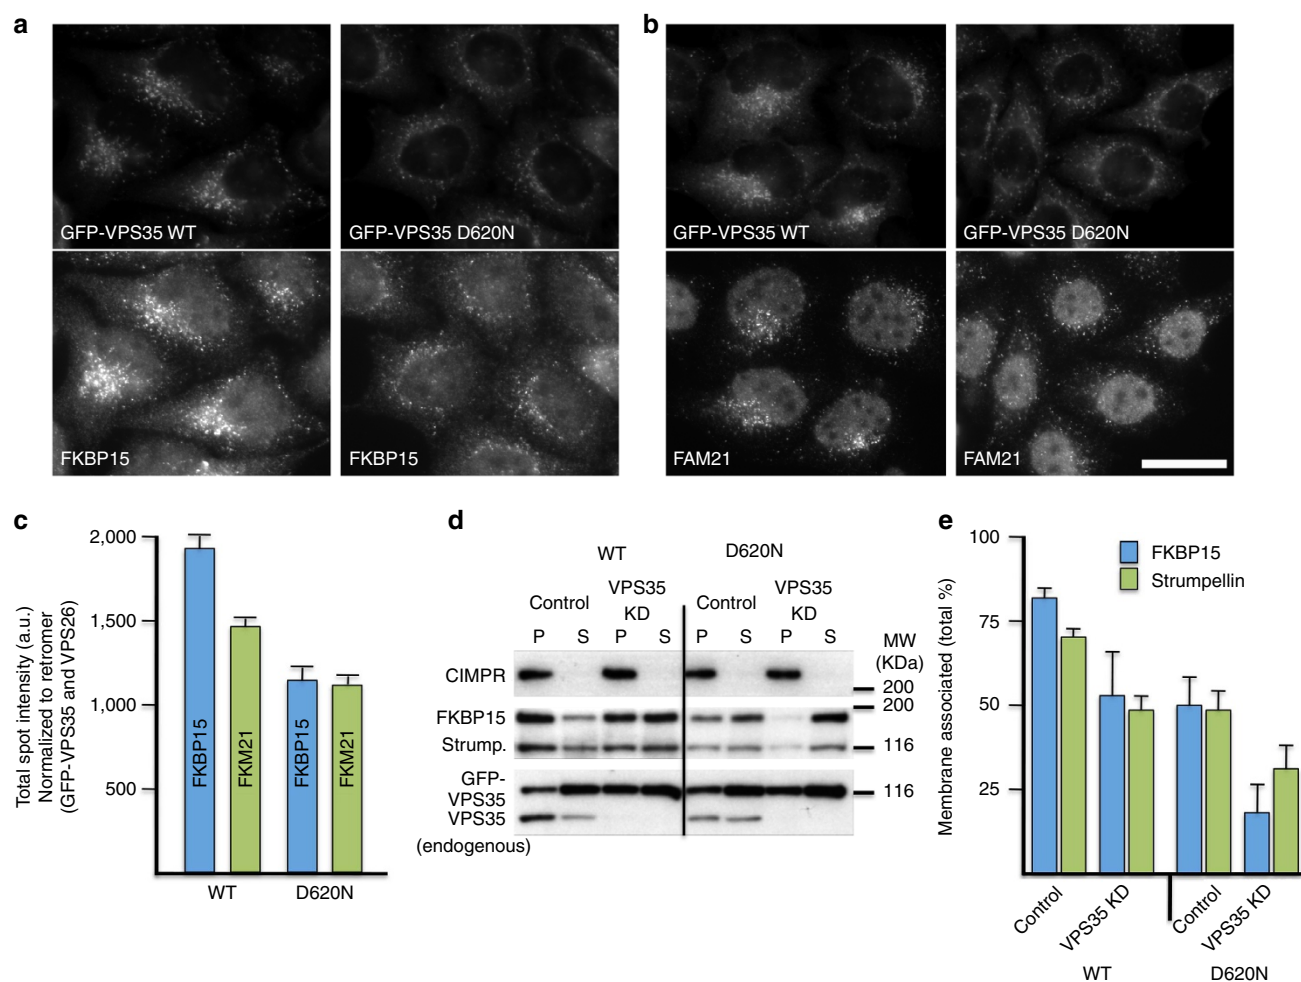 a
GFP-VPS35 WT
GFP-VPS35 D620N
FKBP15
FKBP15
b
GFP-VPS35 WT
GFP-VPS35 D620N
FAM21
FAM21
c
Total spot intensity (a.u.)
Normalized to retromer
(GFP-VPS35 and VPS26)
2,000
1,500
1,000
500
FKBP15
FKM21
FKBP15
FKM21
WT
D620N
d
WT
D620N
Control
VPS35
KD
Control
VPS35
KD
P
S
P
S
P
S
P
S
MW
(KDa)
CIMPR
200
200
FKBP15
Strump.
116
GFP-
VPS35
116
VPS35
(endogenous)
e
Membrane associated (total %)
100
75
50
25
FKBP15
Strumpellin
Control
VPS35 KD
Control
VPS35 KD
WT
D620N